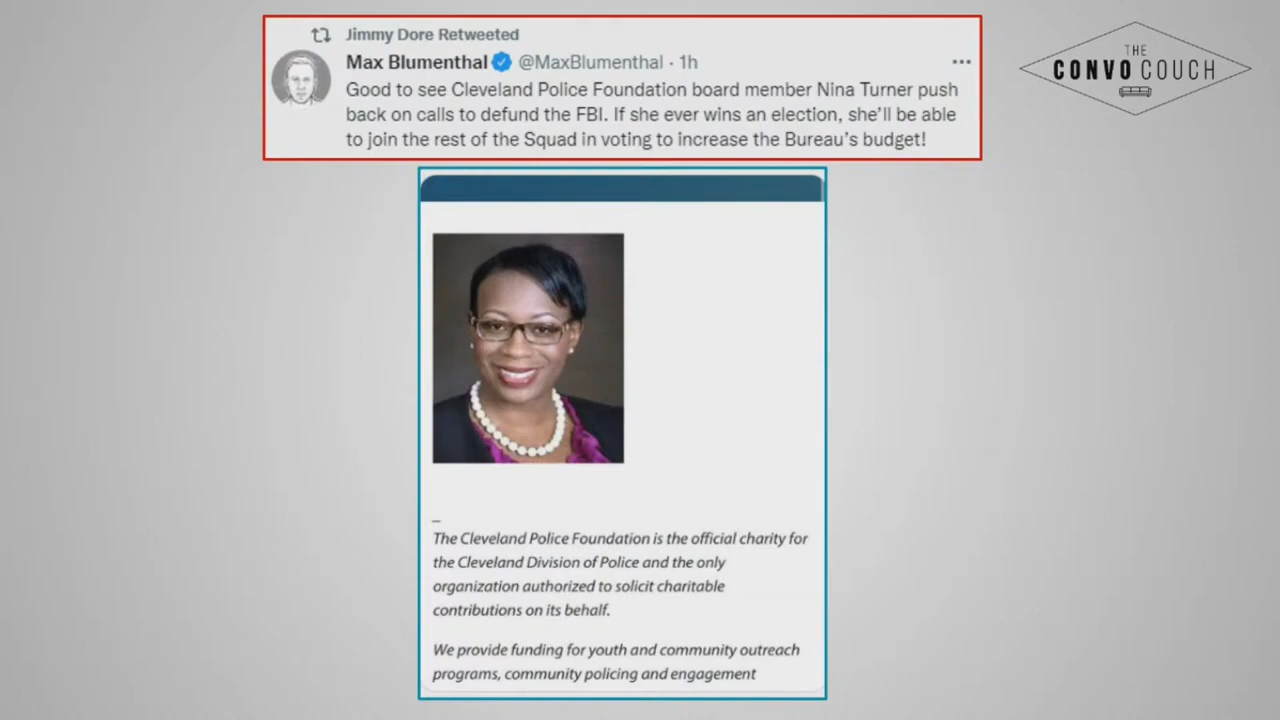 Jimmy Dore Retweeted
Max Blumenthal @MaxBlumenthal · 1h
Good to see Cleveland Police Foundation board member Nina Turner push
back on calls to defund the FBI. If she ever wins an election, she'll be able
to join the rest of the Squad in voting to increase the Bureau's budget!
THE
CONVO COUCH
The Cleveland Police Foundation is the official charity for
the Cleveland Division of Police and the only
organization authorized to solicit charitable
contributions on its behalf.
We provide funding for youth and community outreach
programs, community policing and engagement